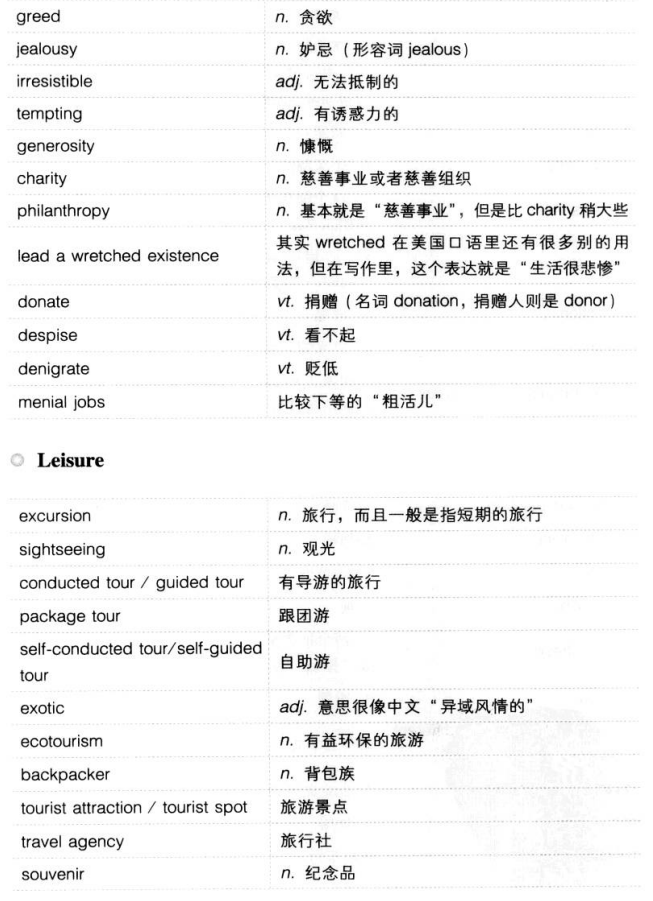 greed n. 贪欲
jealousy n. 妒忌（形容词 jealous）
irresistible adj. 无法抵制的
tempting adj. 有诱惑力的
generosity n. 慷慨
charity n. 慈善事业或者慈善组织
philanthropy n. 基本就是“慈善事业”，但是比 charity 稍大些
lead a wretched existence 其实 wretched 在美国口语里还有很多别的用
法，但在写作里，这个表达就是“生活很悲惨”
donate vt. 捐赠（名词 donation，捐赠人则是 donor）
despise vt. 看不起
denigrate vt. 贬低
menial jobs 比较下等的“粗活儿”
Leisure
excursion n. 旅行，而且一般是指短期的旅行
sightseeing n. 观光
conducted tour / guided tour 有导游的旅行
package tour 跟团游
self-conducted tour/self-guided
tour 自助游
exotic adj. 意思很像中文“异域风情的”
ecotourism n. 有益环保的旅游
backpacker n. 背包族
tourist attraction / tourist spot 旅游景点
travel agency 旅行社
souvenir n. 纪念品